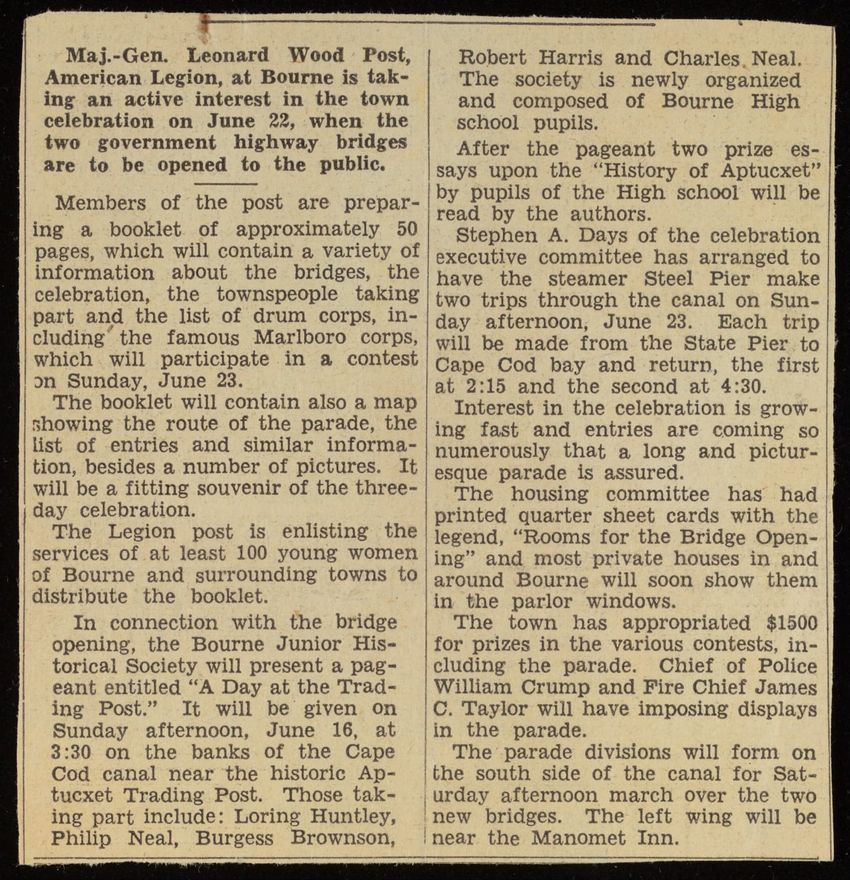 Maj.-Gen. Leonard Wood Post,
American Legion, at Bourne is tak-
ing an active interest in the town
celebration on June 22, when the
two government highway bridges
are to be opened to the public.
Members of the post are prepar-
ing a booklet of approximately 50
pages, which will contain a variety of
information about the bridges, the
celebration, the townspeople taking
part and the list of drum corps, in-
cluding the famous Marlboro corps,
which will participate in a contest
on Sunday, June 23.
The booklet will contain also a map
showing the route of the parade, the
list of entries and similar informa-
tion, besides a number of pictures. It
will be a fitting souvenir of the three-
day celebration.
The Legion post is enlisting the
services of at least 100 young women
of Bourne and surrounding towns to
distribute the booklet.
In connection with the bridge
opening, the Bourne Junior His-
torical Society will present a pag-
eant entitled "A Day at the Trad-
ing Post." It will be given on
Sunday afternoon, June 16, at
3:30 on the banks of the Cape
Cod canal near the historic Ap-
tucxet Trading Post. Those tak-
ing part include: Loring Huntley,
Philip Neal, Burgess Brownson,
Robert Harris and Charles Neal.
The society is newly organized
and composed of Bourne High
school pupils.
After the pageant two prize es-
says upon the "History of Aptucxet"
by pupils of the High school will be
read by the authors.
Stephen A. Days of the celebration
executive committee has arranged to
have the steamer Steel Pier make
two trips through the canal on Sun-
day afternoon, June 23. Each trip
will be made from the State Pier to
Cape Cod bay and return, the first
at 2:15 and the second at 4:30.
Interest in the celebration is grow-
ing fast and entries are coming so
numerously that a long and pictur-
esque parade is assured.
The housing committee has had
printed quarter sheet cards with the
legend, "Rooms for the Bridge Open-
ing" and most private houses in and
around Bourne will soon show them
in the parlor windows.
The town has appropriated $1500
for prizes in the various contests, in-
cluding the parade. Chief of Police
William Crump and Fire Chief James
C. Taylor will have imposing displays
in the parade.
The parade divisions will form on
the south side of the canal for Sat-
urday afternoon march over the two
new bridges. The left wing will be
near the Manomet Inn.